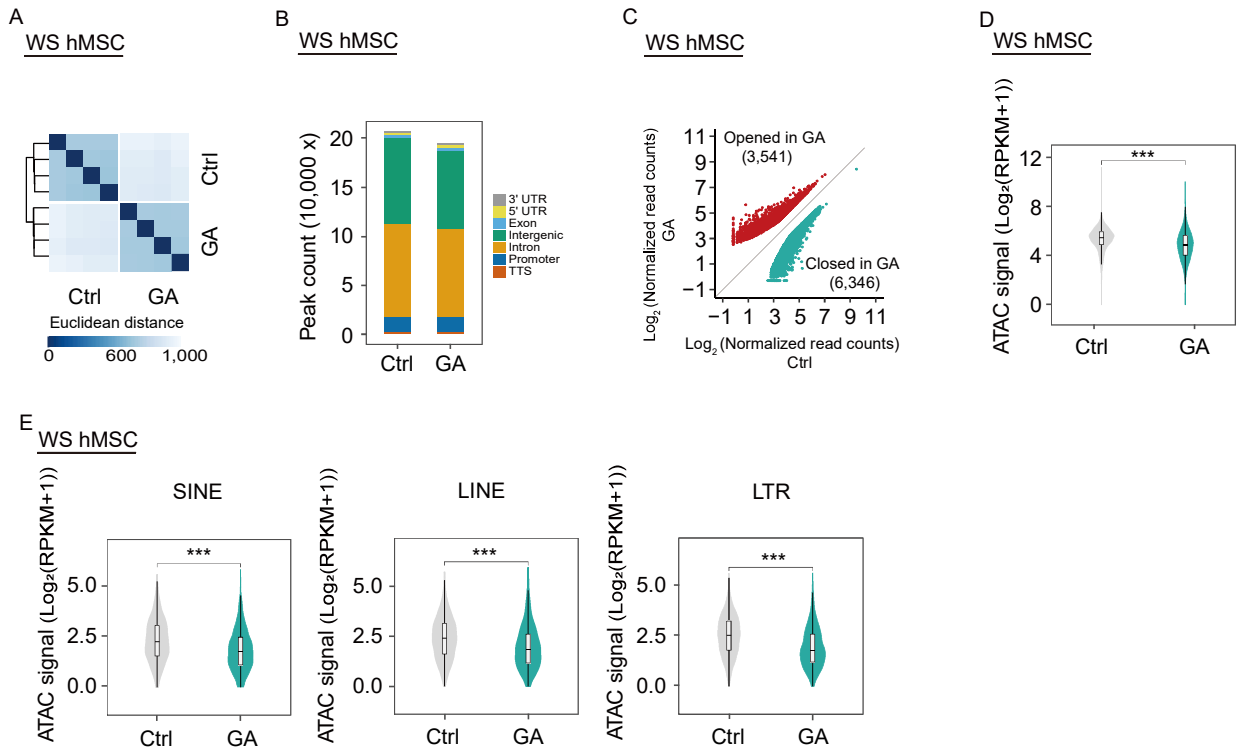 A
WS hMSC
Ctrl
GA
Ctrl GA
Euclidean distance
0 600 1,000
B
WS hMSC
Peak count (10,000 x)
20
15
10
5
0
Ctrl GA
3' UTR
5' UTR
Exon
Intergenic
Intron
Promoter
TTS
C
WS hMSC
Log₂ (Normalized read counts)
GA
11
9
7
5
3
1
−1
Opened in GA
(3,541)
Closed in GA
(6,346)
−1 1 3 5 7 9 11
Log₂ (Normalized read counts)
Ctrl
D
WS hMSC
ATAC signal (Log₂(RPKM+1))
12
8
4
0
***
Ctrl GA
E
WS hMSC
SINE
ATAC signal (Log₂(RPKM+1))
5.0
2.5
0.0
***
Ctrl GA
LINE
ATAC signal (Log₂(RPKM+1))
5.0
2.5
0.0
***
Ctrl GA
LTR
ATAC signal (Log₂(RPKM+1))
5.0
2.5
0.0
***
Ctrl GA